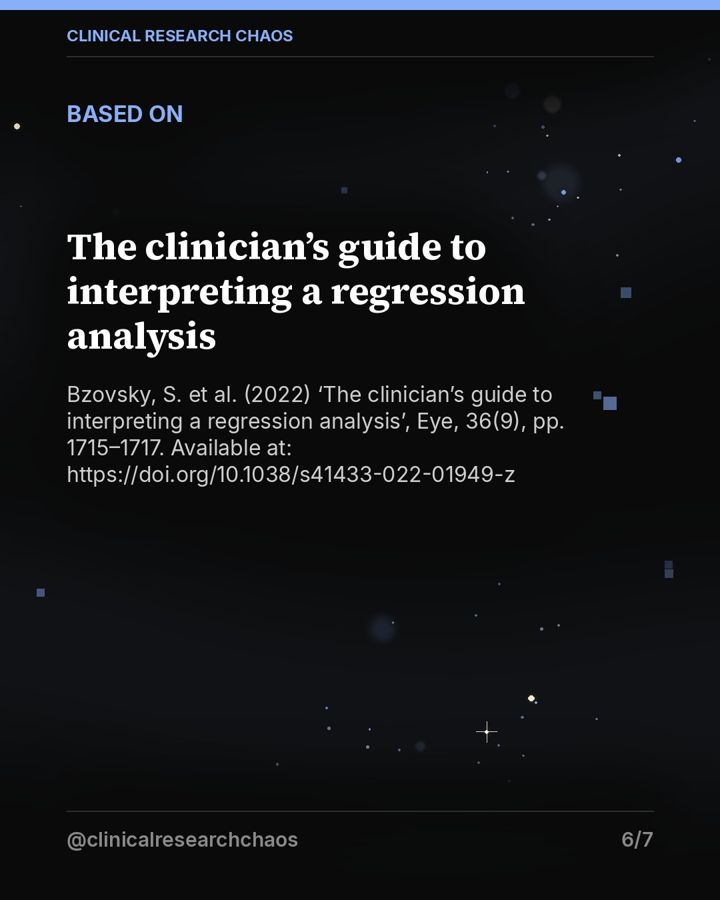 CLINICAL RESEARCH CHAOS
BASED ON
The clinician’s guide to
interpreting a regression
analysis
Bzovsky, S. et al. (2022) ‘The clinician’s guide to
interpreting a regression analysis’, Eye, 36(9), pp.
1715–1717. Available at:
https://doi.org/10.1038/s41433-022-01949-z
@clinicalresearchchaos
6/7